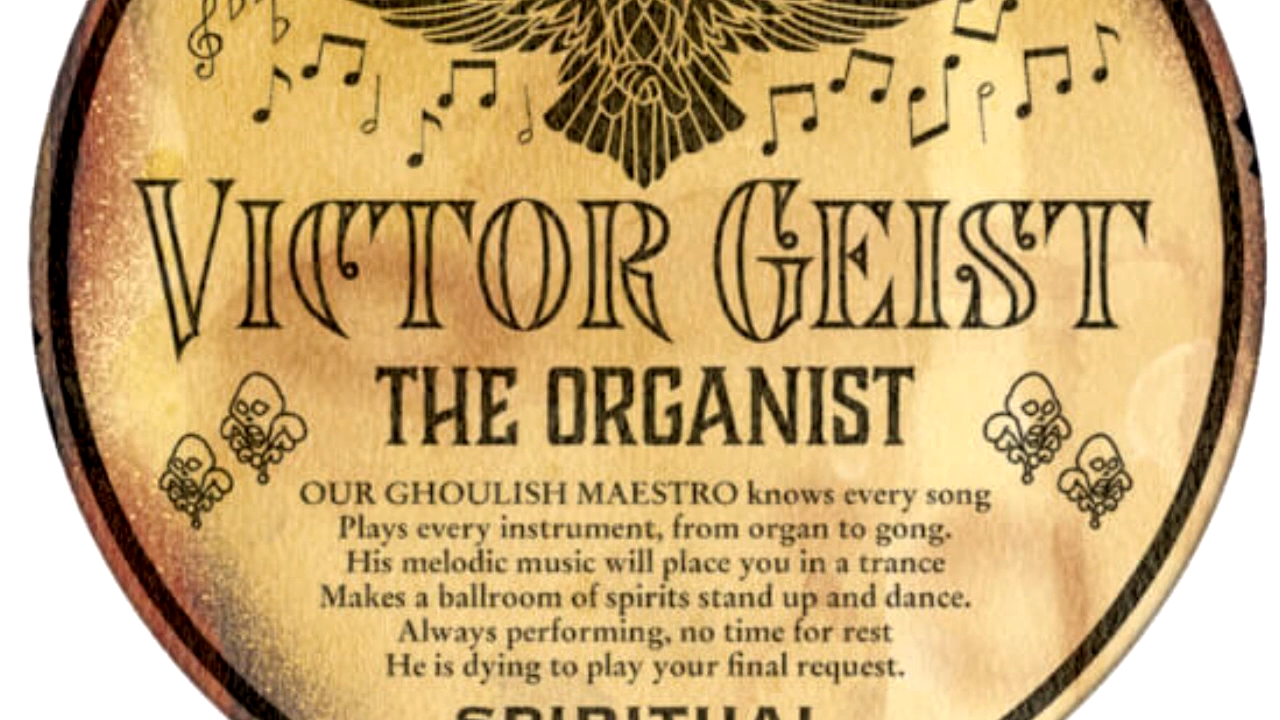 VICTOR GEIST
THE ORGANIST
OUR GHOULISH MAESTRO knows every song
Plays every instrument, from organ to gong.
His melodic music will place you in a trance
Makes a ballroom of spirits stand up and dance.
Always performing, no time for rest
He is dying to play your final request.
SPIRITUAL